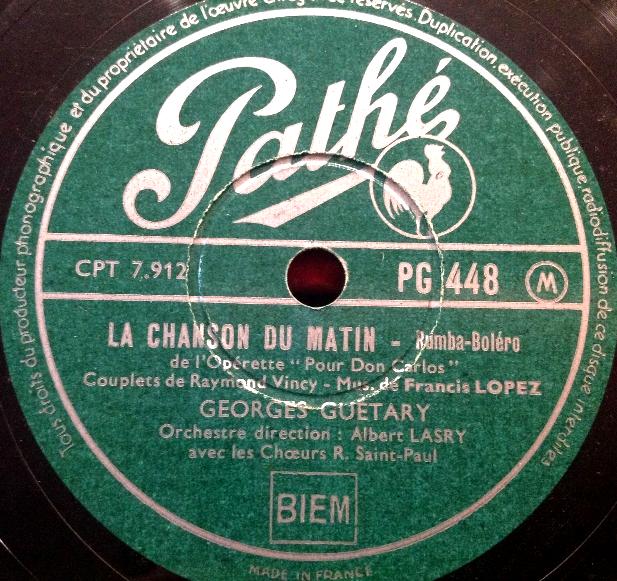 Tous droits du producteur phonographique et du propriétaire de l'œuvre réservés. Duplication, exécution publique, radiodiffusion de ce disque interdites
Pathé
CPT 7.912
PG 448
M
LA CHANSON DU MATIN - Rumba-Boléro
de l'Opérette "Pour Don Carlos"
Couplets de Raymond Vincy - Mus. de Francis LOPEZ
GEORGES GUÉTARY
Orchestre direction : Albert LASRY
avec les Chœurs R. Saint-Paul
BIEM
MADE IN FRANCE